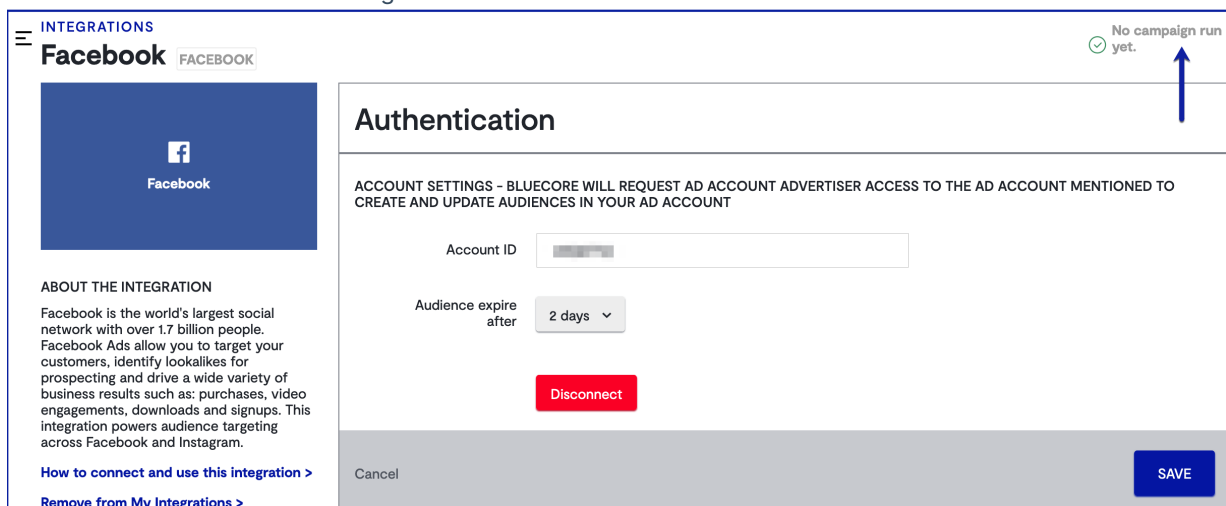 INTEGRATIONS
Facebook FACEBOOK
No campaign run
yet.
Facebook
ABOUT THE INTEGRATION
Facebook is the world's largest social
network with over 1.7 billion people.
Facebook Ads allow you to target your
customers, identify lookalikes for
prospecting and drive a wide variety of
business results such as: purchases, video
engagements, downloads and signups. This
integration powers audience targeting
across Facebook and Instagram.
How to connect and use this integration >
Remove from My Integrations >
Authentication
ACCOUNT SETTINGS - BLUECORE WILL REQUEST AD ACCOUNT ADVERTISER ACCESS TO THE AD ACCOUNT MENTIONED TO
CREATE AND UPDATE AUDIENCES IN YOUR AD ACCOUNT
Account ID
Audience expire
after
2 days
Disconnect
Cancel
SAVE